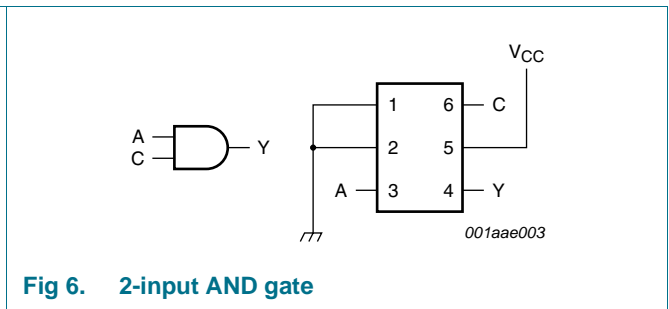 VCC
1 6 C
A
C Y
2 5
A 3 4 Y
001aae003
Fig 6. 2-input AND gate